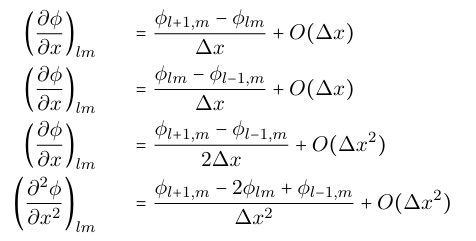 (∂ϕ/∂x)_{lm} = (ϕ_{l+1,m} − ϕ_{lm})/Δx + O(Δx)
(∂ϕ/∂x)_{lm} = (ϕ_{lm} − ϕ_{l−1,m})/Δx + O(Δx)
(∂ϕ/∂x)_{lm} = (ϕ_{l+1,m} − ϕ_{l−1,m})/2Δx + O(Δx²)
(∂²ϕ/∂x²)_{lm} = (ϕ_{l+1,m} − 2ϕ_{lm} + ϕ_{l−1,m})/Δx² + O(Δx²)